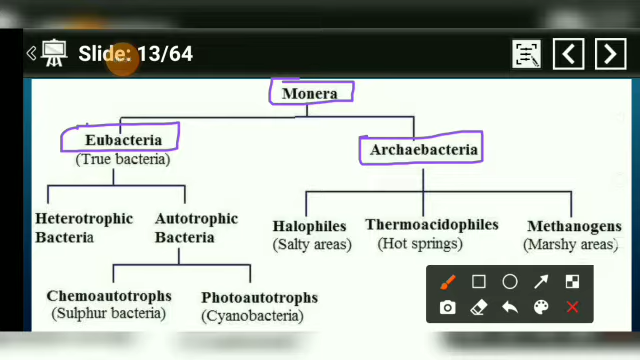 Slide: 13/64
Monera
Eubacteria
(True bacteria)
Archaebacteria
Heterotrophic
Bacteria
Autotrophic
Bacteria
Halophiles
(Salty areas)
Thermoacidophiles
(Hot springs)
Methanogens
(Marshy areas)
Chemoautotrophs
(Sulphur bacteria)
Photoautotrophs
(Cyanobacteria)